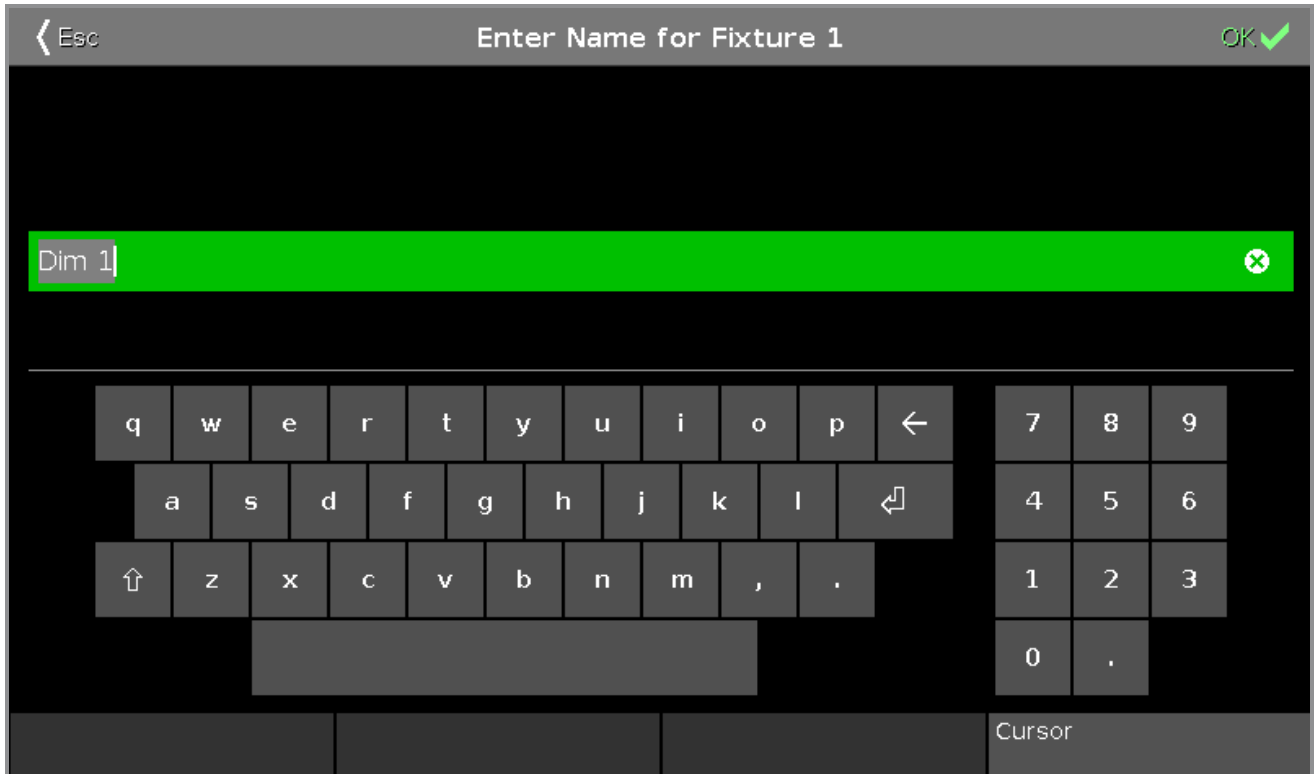 Esc Enter Name for Fixture 1 OK
Dim 1
q w e r t y u i o p 7 8 9
a s d f g h j k l 4 5 6
z x c v b n m , . 1 2 3
0 .
Cursor